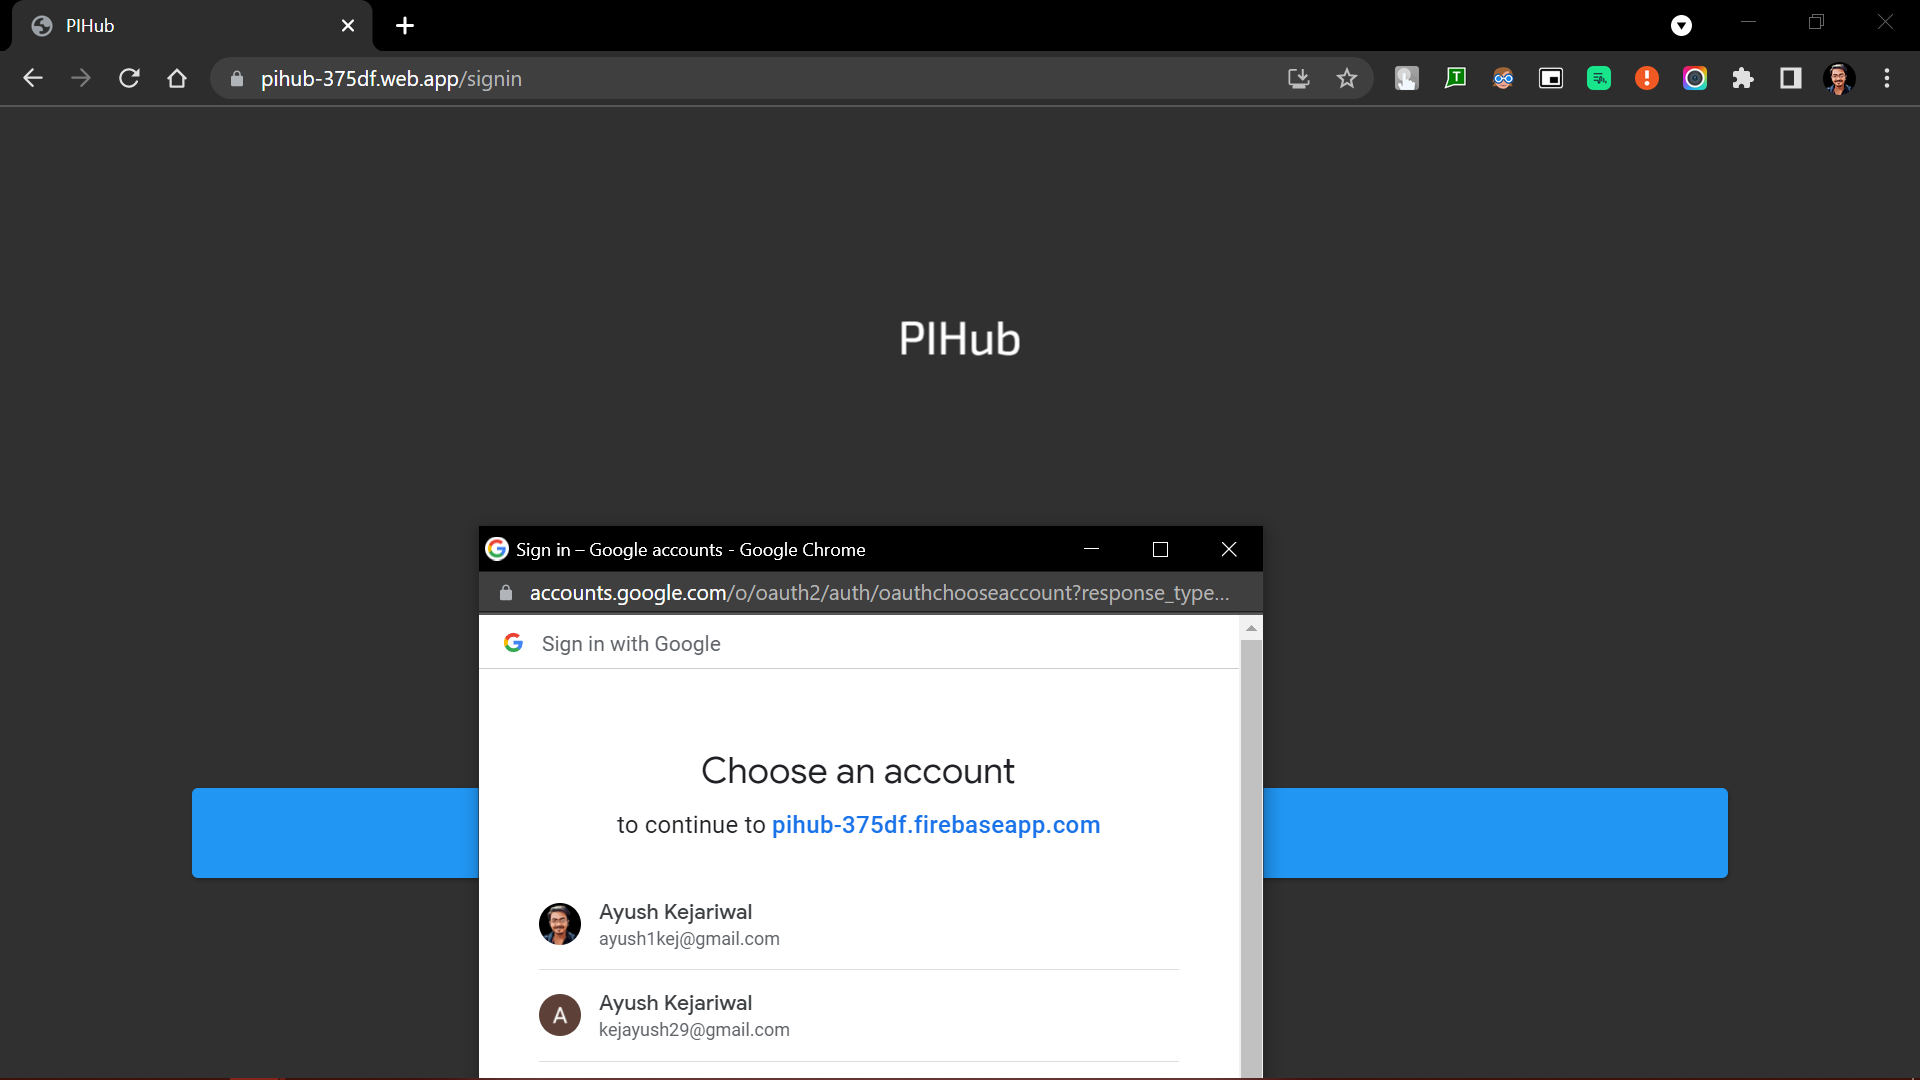 PIHub
pihub-375df.web.app/signin
PIHub
Sign in – Google accounts - Google Chrome
accounts.google.com/o/oauth2/auth/oauthchooseaccount?response_type...
Sign in with Google
Choose an account
to continue to pihub-375df.firebaseapp.com
Ayush Kejariwal
ayush1kej@gmail.com
A
Ayush Kejariwal
kejayush29@gmail.com